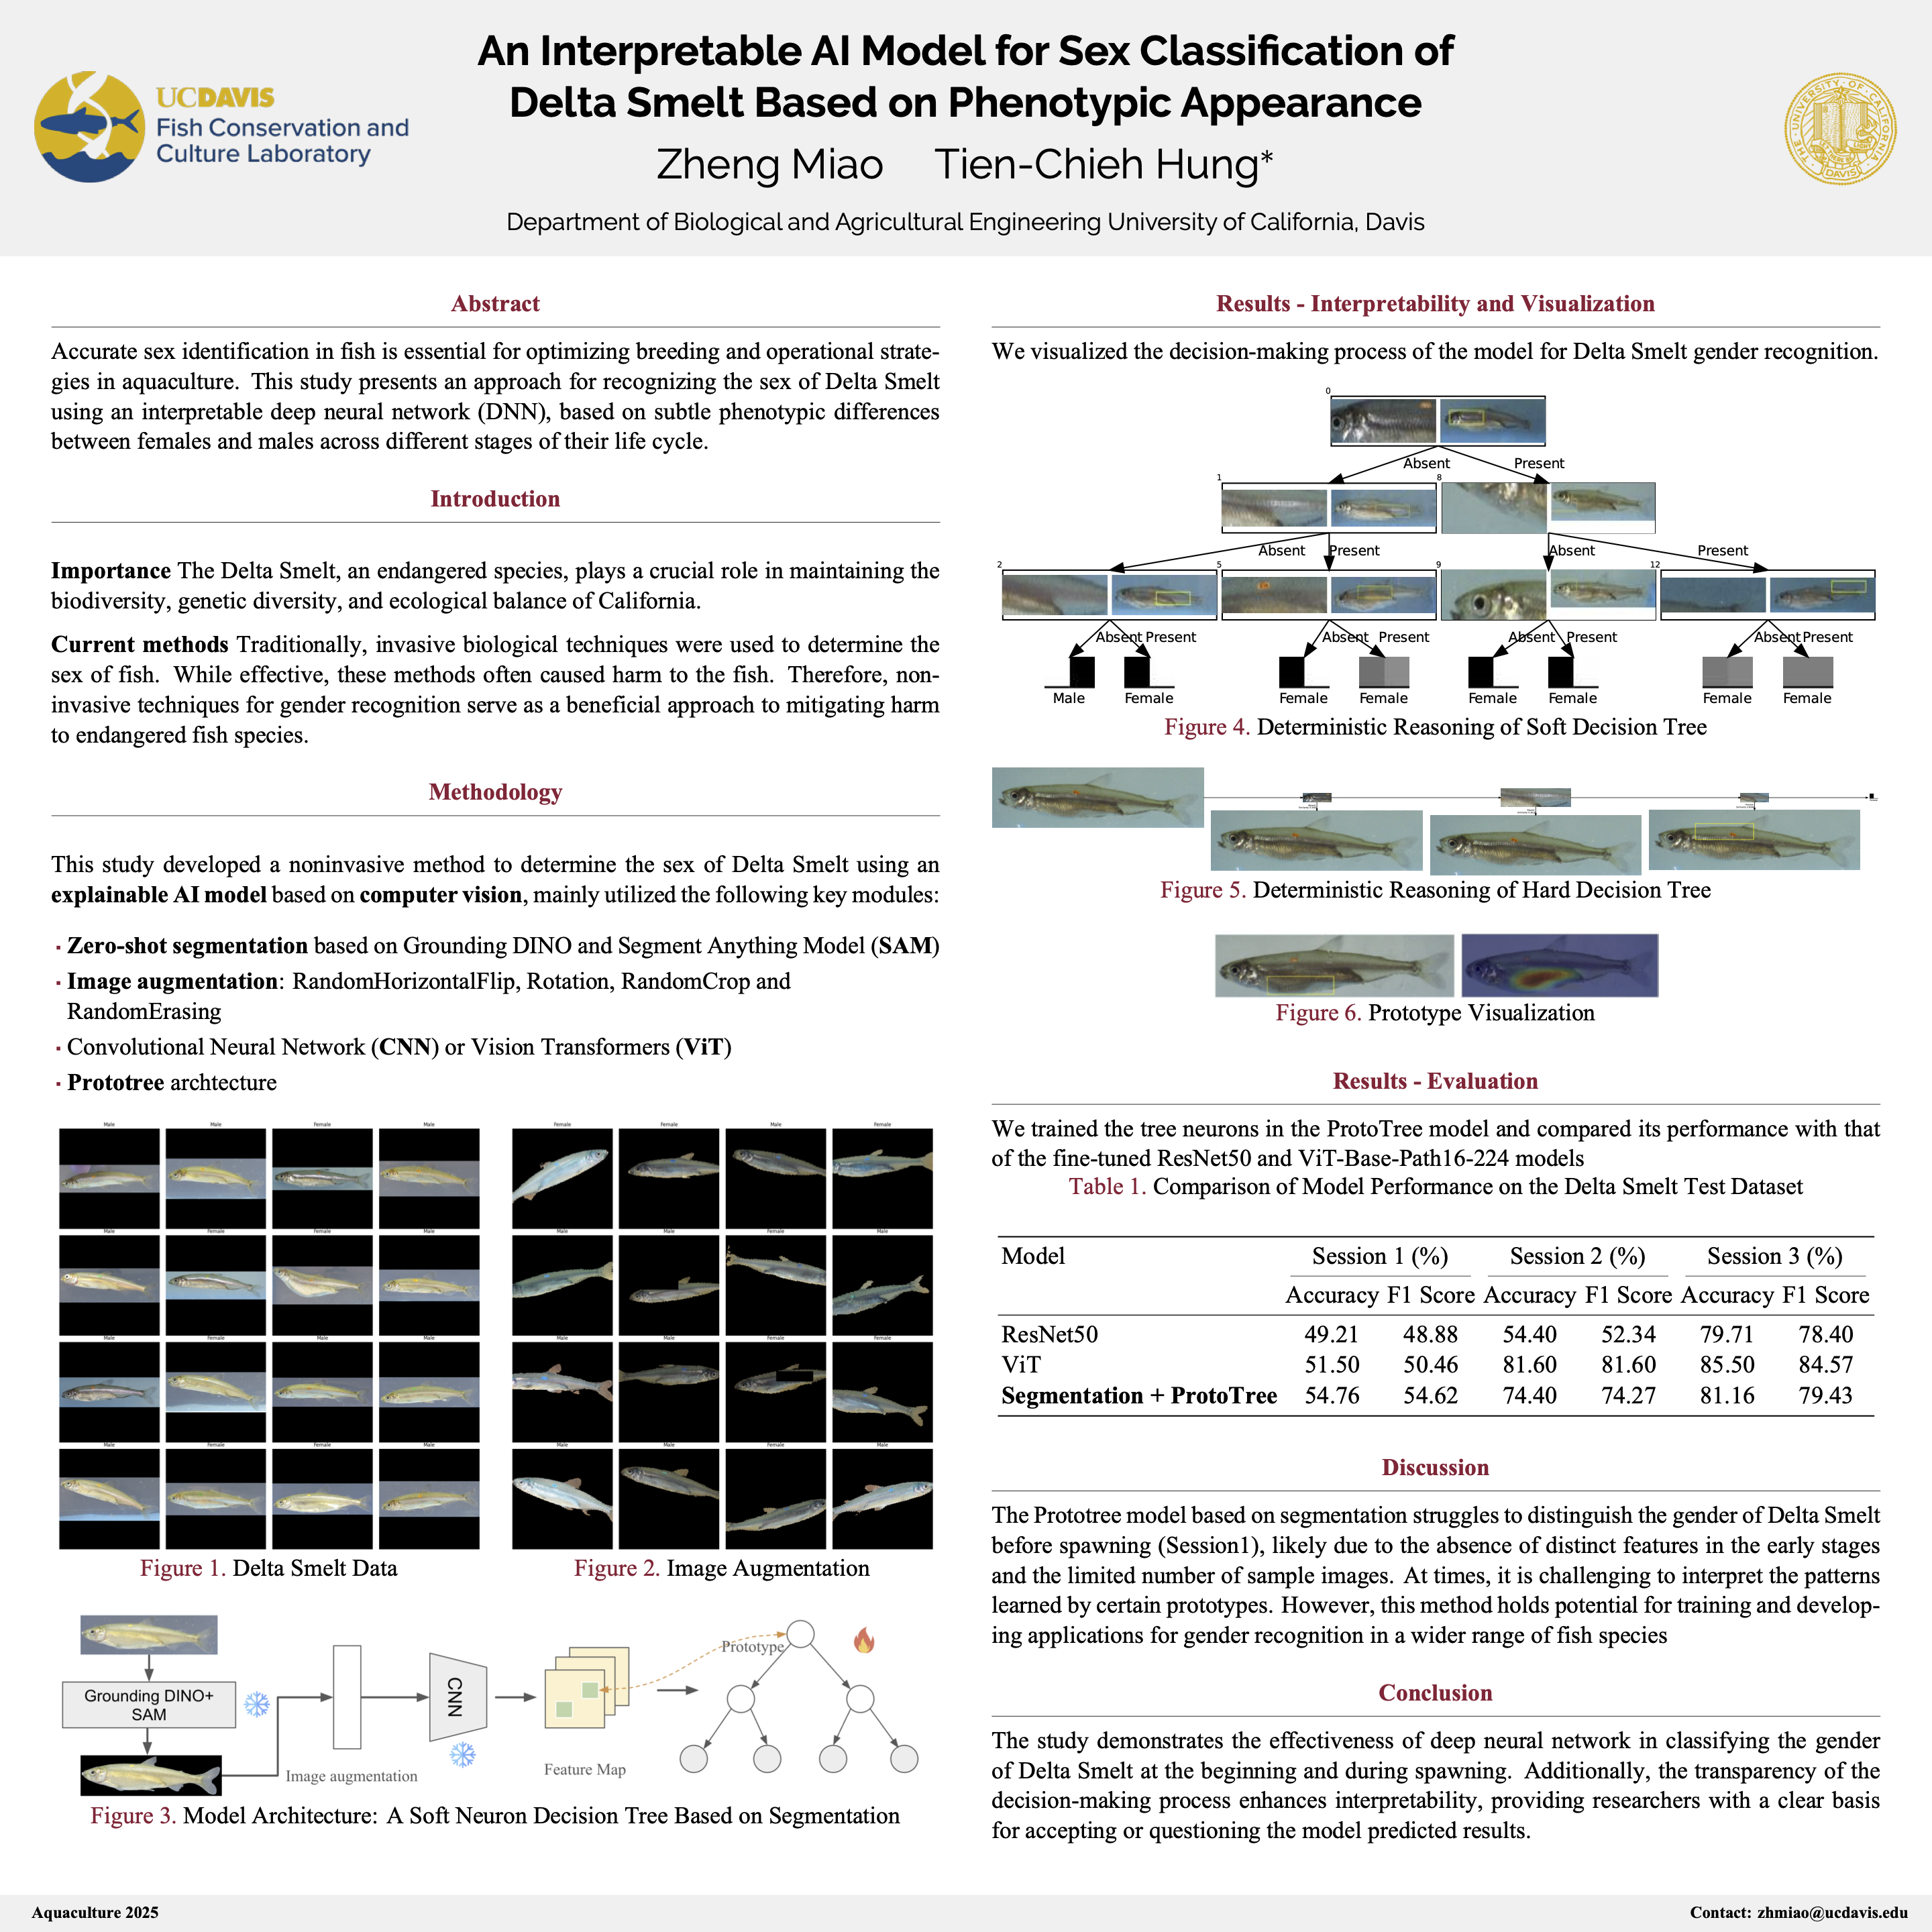 An Interpretable AI Model for Sex Classification of
Delta Smelt Based on Phenotypic Appearance
Zheng Miao Tien-Chieh Hung*
Department of Biological and Agricultural Engineering University of California, Davis
UCDAVIS
Fish Conservation and
Culture Laboratory
THE UNIVERSITY OF CALIFORNIA
DAVIS
Abstract
Accurate sex identification in fish is essential for optimizing breeding and operational strate-
gies in aquaculture. This study presents an approach for recognizing the sex of Delta Smelt
using an interpretable deep neural network (DNN), based on subtle phenotypic differences
between females and males across different stages of their life cycle.
Introduction
Importance The Delta Smelt, an endangered species, plays a crucial role in maintaining the
biodiversity, genetic diversity, and ecological balance of California.
Current methods Traditionally, invasive biological techniques were used to determine the
sex of fish. While effective, these methods often caused harm to the fish. Therefore, non-
invasive techniques for gender recognition serve as a beneficial approach to mitigating harm
to endangered fish species.
Methodology
This study developed a noninvasive method to determine the sex of Delta Smelt using an
explainable AI model based on computer vision, mainly utilized the following key modules:
▪ Zero-shot segmentation based on Grounding DINO and Segment Anything Model (SAM)
▪ Image augmentation: RandomHorizontalFlip, Rotation, RandomCrop and
RandomErasing
▪ Convolutional Neural Network (CNN) or Vision Transformers (ViT)
▪ Prototree archtecture
Male Male Female Male
Male Female Female Male
Male Female Male Male
Male Female Female Male
Figure 1. Delta Smelt Data
Female Female Male Female
Male Male Male Female
Male Male Female Female
Male Male Female Male
Figure 2. Image Augmentation
Grounding DINO+
SAM
Image augmentation
CNN
Feature Map
Prototype
Figure 3. Model Architecture: A Soft Neuron Decision Tree Based on Segmentation
Results - Interpretability and Visualization
We visualized the decision-making process of the model for Delta Smelt gender recognition.
0
Absent Present
1 8
Absent Present Absent Present
2 5 9 12
Absent Present Absent Present Absent Present Absent Present
Male Female Female Female Female Female Female Female
Figure 4. Deterministic Reasoning of Soft Decision Tree
Figure 5. Deterministic Reasoning of Hard Decision Tree
Figure 6. Prototype Visualization
Results - Evaluation
We trained the tree neurons in the ProtoTree model and compared its performance with that
of the fine-tuned ResNet50 and ViT-Base-Path16-224 models
Table 1. Comparison of Model Performance on the Delta Smelt Test Dataset
Model Session 1 (%) Session 2 (%) Session 3 (%)
Accuracy F1 Score Accuracy F1 Score Accuracy F1 Score
ResNet50 49.21 48.88 54.40 52.34 79.71 78.40
ViT 51.50 50.46 81.60 81.60 85.50 84.57
Segmentation + ProtoTree 54.76 54.62 74.40 74.27 81.16 79.43
Discussion
The Prototree model based on segmentation struggles to distinguish the gender of Delta Smelt
before spawning (Session1), likely due to the absence of distinct features in the early stages
and the limited number of sample images. At times, it is challenging to interpret the patterns
learned by certain prototypes. However, this method holds potential for training and develop-
ing applications for gender recognition in a wider range of fish species
Conclusion
The study demonstrates the effectiveness of deep neural network in classifying the gender
of Delta Smelt at the beginning and during spawning. Additionally, the transparency of the
decision-making process enhances interpretability, providing researchers with a clear basis
for accepting or questioning the model predicted results.
Aquaculture 2025
Contact: zhmiao@ucdavis.edu